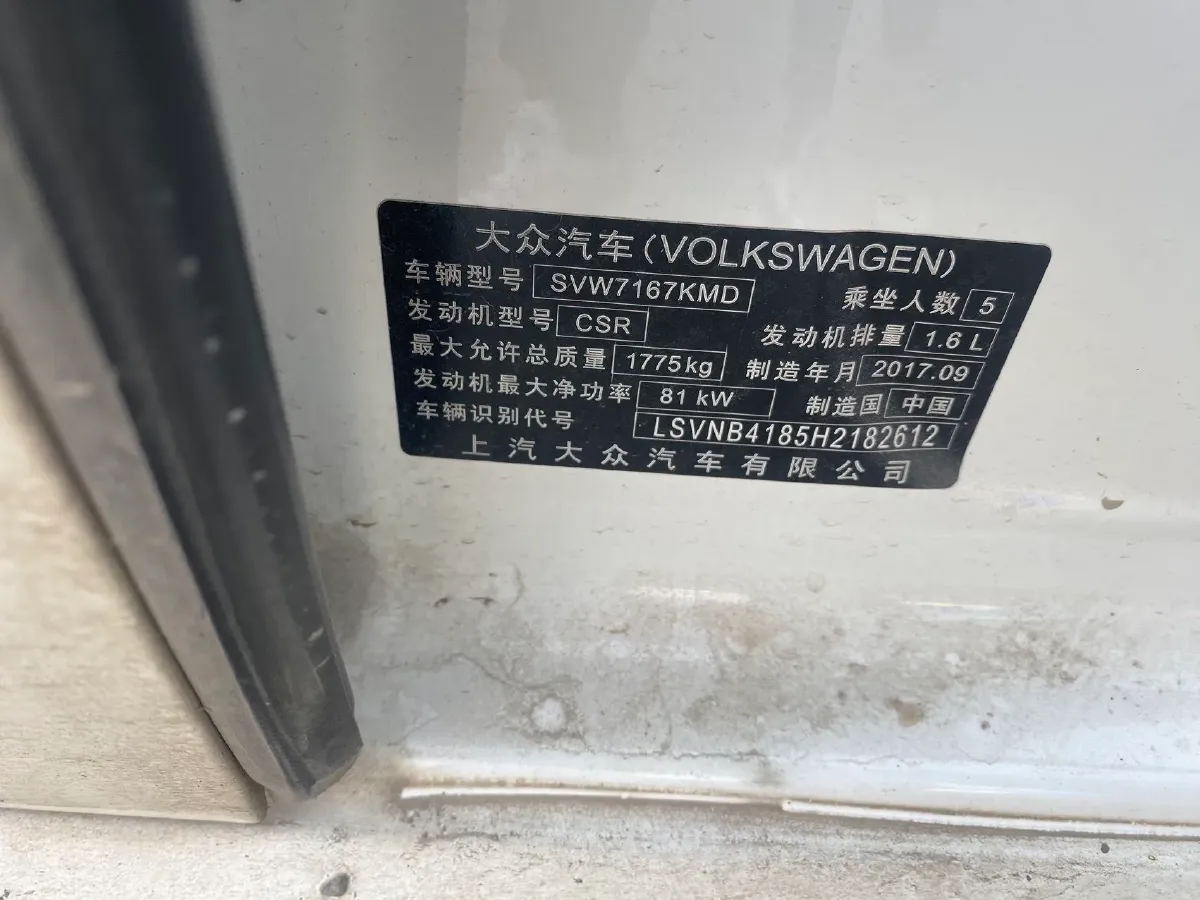 大众汽车(VOLKSWAGEN)
车辆型号 SVW7167KMD 乘坐人数 5
发动机型号 CSR 发动机排量 1.6 L
最大允许总质量 1775kg 制造年月 2017.09
发动机最大净功率 81 kW 制造国 中国
车辆识别代号 LSVNB4185H2182612
上汽大众汽车有限公司